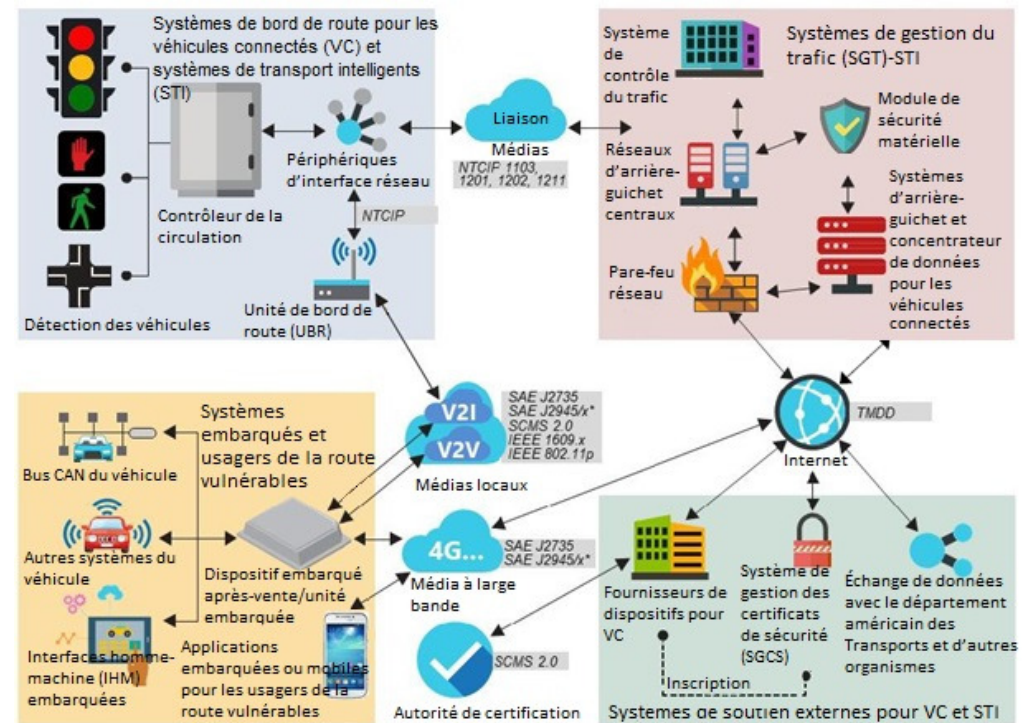 Systèmes de bord de route pour les
véhicules connectés (VC) et
systèmes de transport intelligents
(STI)
Contrôleur de la
circulation
Périphériques
d'interface réseau
NTCIP
Détection des véhicules
Unité de bord de
route (UBR)
Liaison
Médias
NTCIP 1103,
1201, 1202, 1211
Système
de
contrôle
du trafic
Systèmes de gestion du
trafic (SGT)-STI
Module de
sécurité
matérielle
Réseaux
d'arrière-
guichet
centraux
Systèmes
d'arrière-
guichet et
concentrateur
de données
pour les
véhicules
connectés
Pare-feu
réseau
Systèmes
embarqués et
usagers de la route
vulnérables
Bus CAN du véhicule
Autres systèmes du
véhicule
Dispositif embarqué
après-vente/unité
embarquée
Interfaces homme-
machine (IHM)
embarquées
Applications
embarquées ou mobiles
pour les usagers de la
route vulnérables
V2I
V2V
SAE J2735
SAE J2945/x*
SCMS 2.0
IEEE 1609.x
IEEE 802.11p
Médias locaux
4G...
SAE J2735
SAE J2945/x*
Média à large
bande
SCMS 2.0
Autorité de certification
TMDD
Internet
Fournisseurs de
dispositifs pour
VC
Système de
gestion des
certificats
de sécurité
(SGCS)
Échange de données
avec le département
américain des
Transports et d'autres
organismes
Inscription
Systèmes de soutien externes pour VC et STI